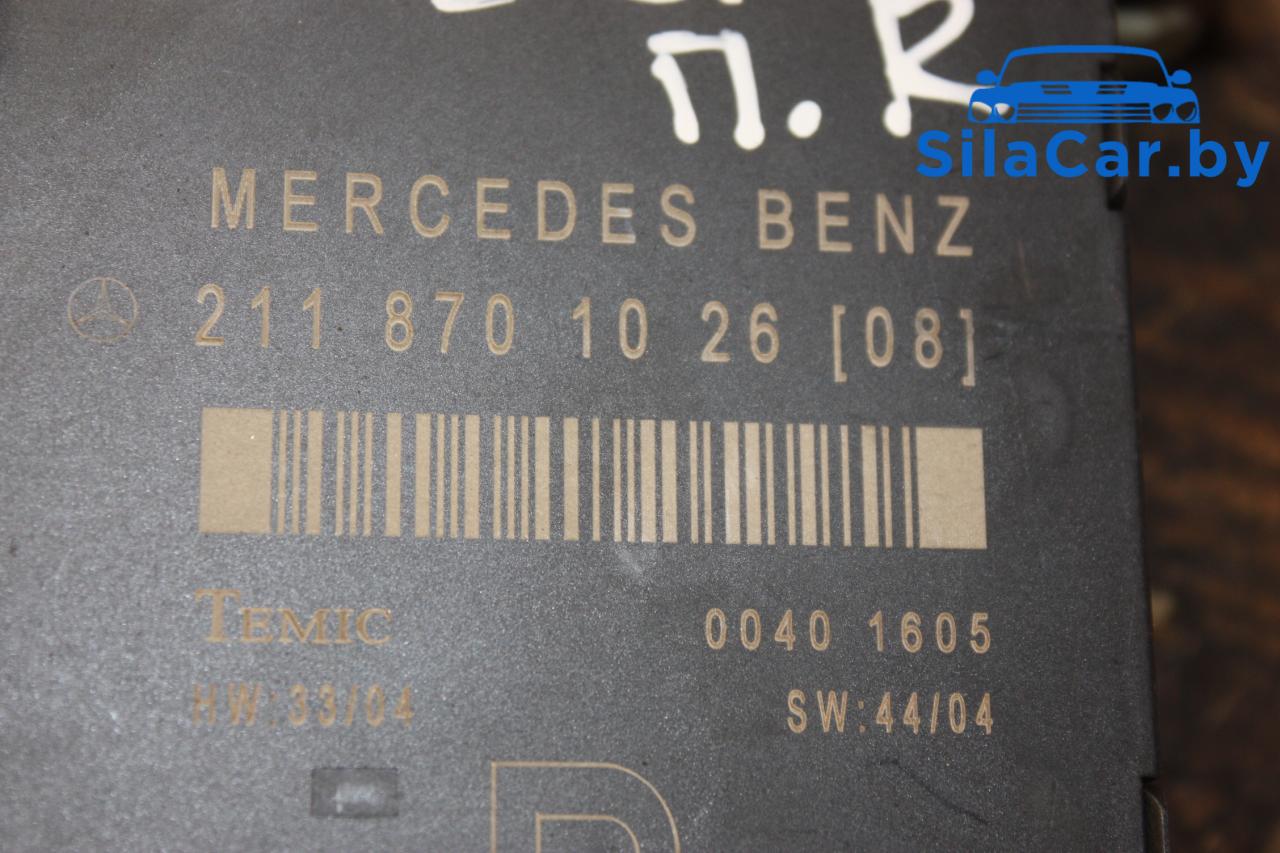 п. R
SilaCar.by
MERCEDES BENZ
211 870 10 26 [08]
TEMIC
0040 1605
HW:33/04
SW:44/04